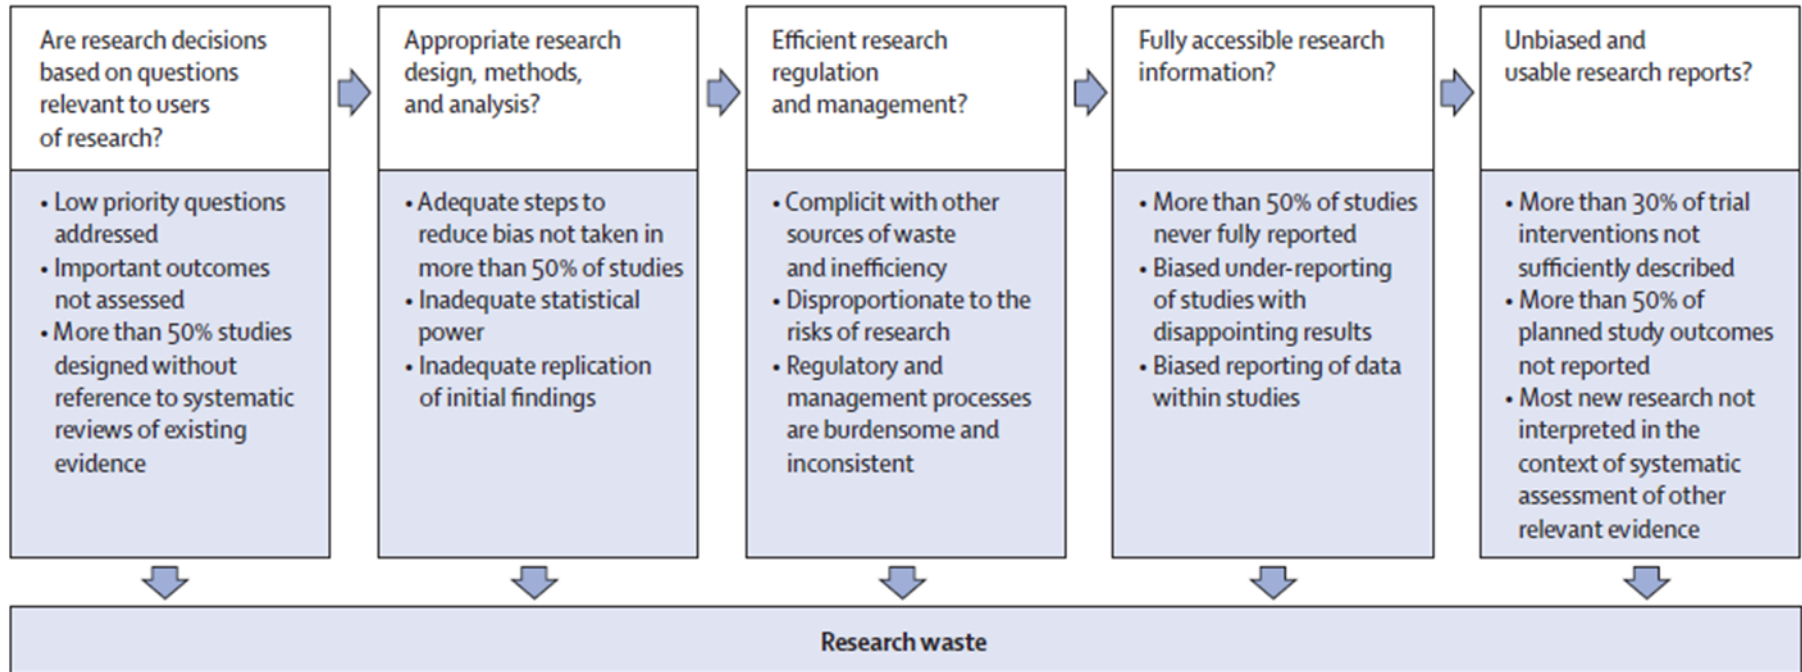 Are research decisions
based on questions
relevant to users
of research?
• Low priority questions
addressed
• Important outcomes
not assessed
• More than 50% studies
designed without
reference to systematic
reviews of existing
evidence
Appropriate research
design, methods,
and analysis?
• Adequate steps to
reduce bias not taken in
more than 50% of studies
• Inadequate statistical
power
• Inadequate replication
of initial findings
Efficient research
regulation
and management?
• Complicit with other
sources of waste
and inefficiency
• Disproportionate to the
risks of research
• Regulatory and
management processes
are burdensome and
inconsistent
Fully accessible research
information?
• More than 50% of studies
never fully reported
• Biased under-reporting
of studies with
disappointing results
• Biased reporting of data
within studies
Unbiased and
usable research reports?
• More than 30% of trial
interventions not
sufficiently described
• More than 50% of
planned study outcomes
not reported
• Most new research not
interpreted in the
context of systematic
assessment of other
relevant evidence
Research waste